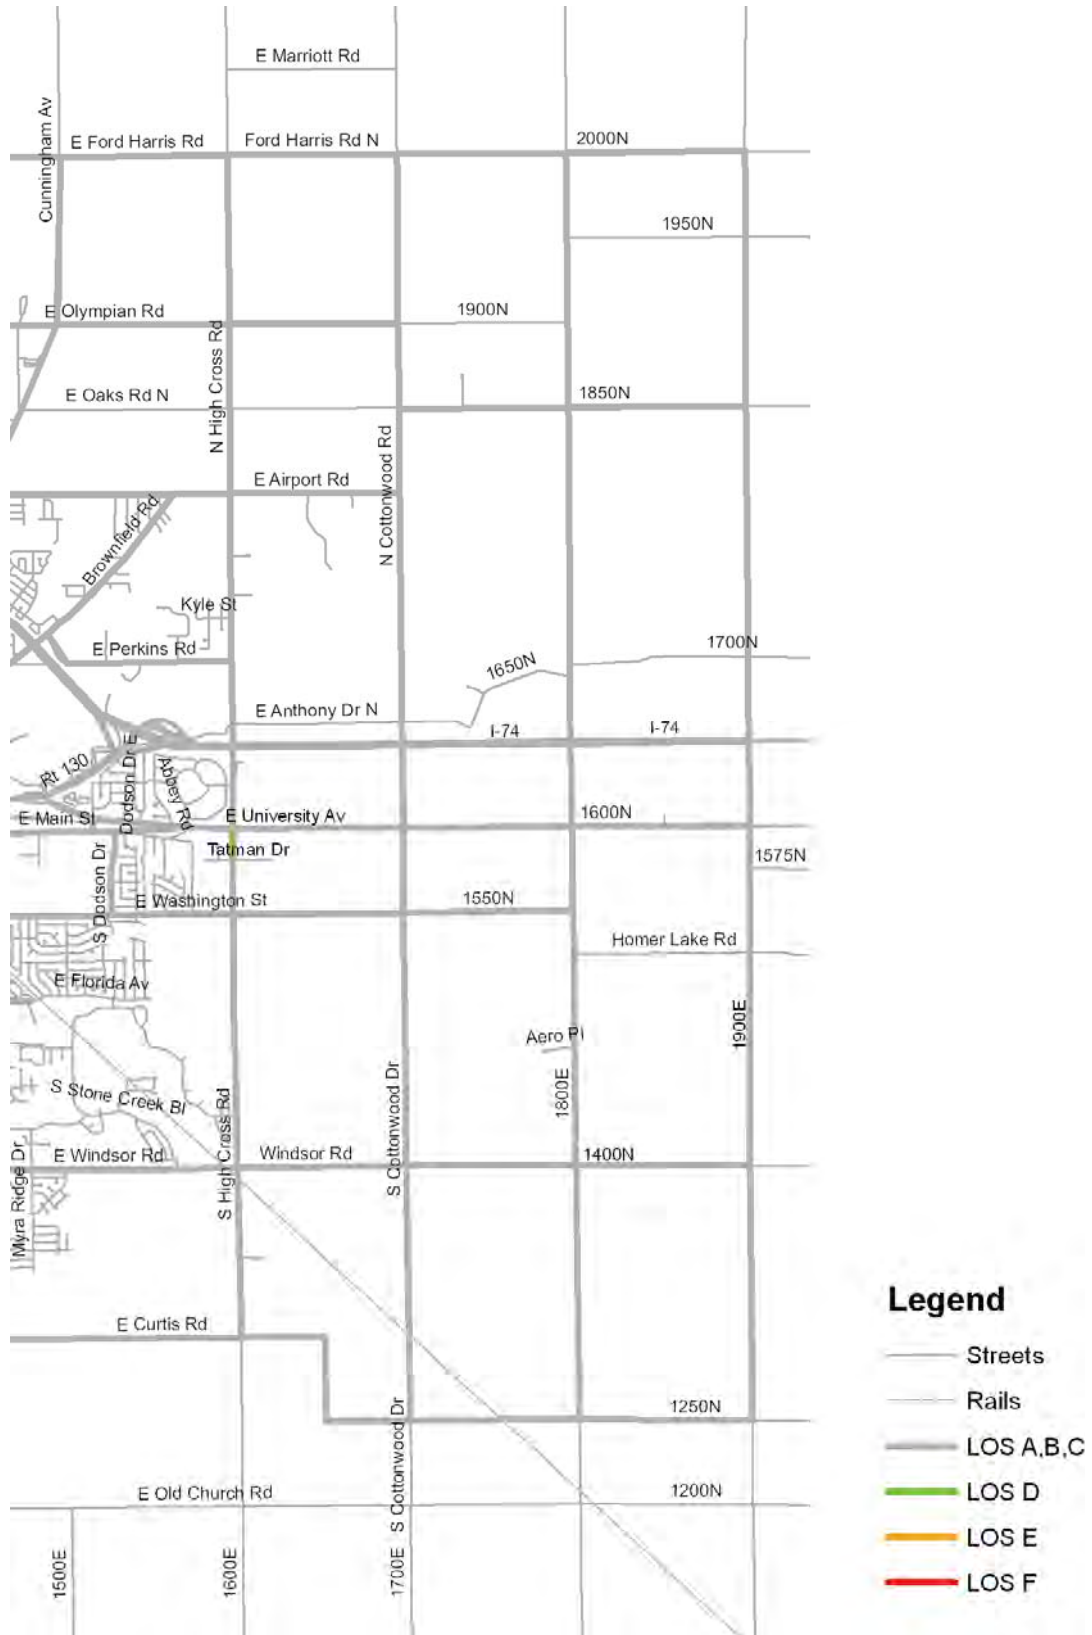 E Marriott Rd
Cunningham Av
E Ford Harris Rd
Ford Harris Rd N
2000N
1950N
E Olympian Rd
1900N
N High Cross Rd
E Oaks Rd N
1850N
N Cottonwood Rd
E Airport Rd
Brownfield Rd
Kyle St
E Perkins Rd
1700N
1650N
E Anthony Dr N
I-74
I-74
Rt 130
Dodson Dr E
Abbey Rd
E Main St
E University Av
1600N
Tatman Dr
1575N
S Dodson Dr
E Washington St
1550N
Homer Lake Rd
E Florida Av
1900E
Aero Pl
1800E
S Stone Creek Bl
S High Cross Rd
S Cottonwood Dr
E Windsor Rd
Windsor Rd
1400N
Myra Ridge Dr
E Curtis Rd
1250N
S Cottonwood Dr
E Old Church Rd
1200N
1500E
1600E
1700E
Legend
Streets
Rails
LOS A,B,C
LOS D
LOS E
LOS F